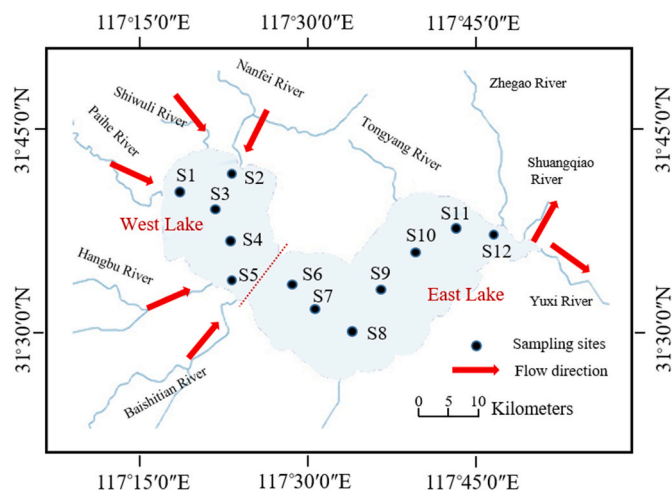 117°15′0″E 117°30′0″E 117°45′0″E
31°45′0″N
31°30′0″N
Nanfei River
Shiwuli River
Paihe River
Zhegao River
Tongyang River
Shuangqiao
River
S1
S2
S3
West Lake
S4
S5
Hangbu River
Baishitian River
S6
S7
S8
S9
S10
S11
S12
East Lake
Yuxi River
Sampling sites
Flow direction
0 5 10
Kilometers
31°45′0″N
31°30′0″N
117°15′0″E 117°30′0″E 117°45′0″E